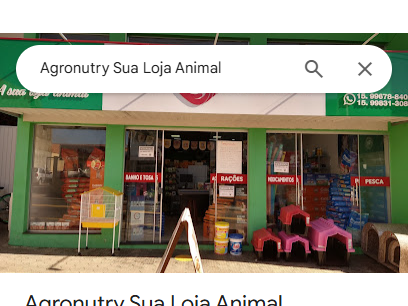 Agronutry Sua Loja Animal
A sua loja animal
15. 99678-840
15. 99831-308
BANHO E TOSA
RAÇÕES
MEDICAMENTOS
PESCA
Agronutry Sua Loja Animal